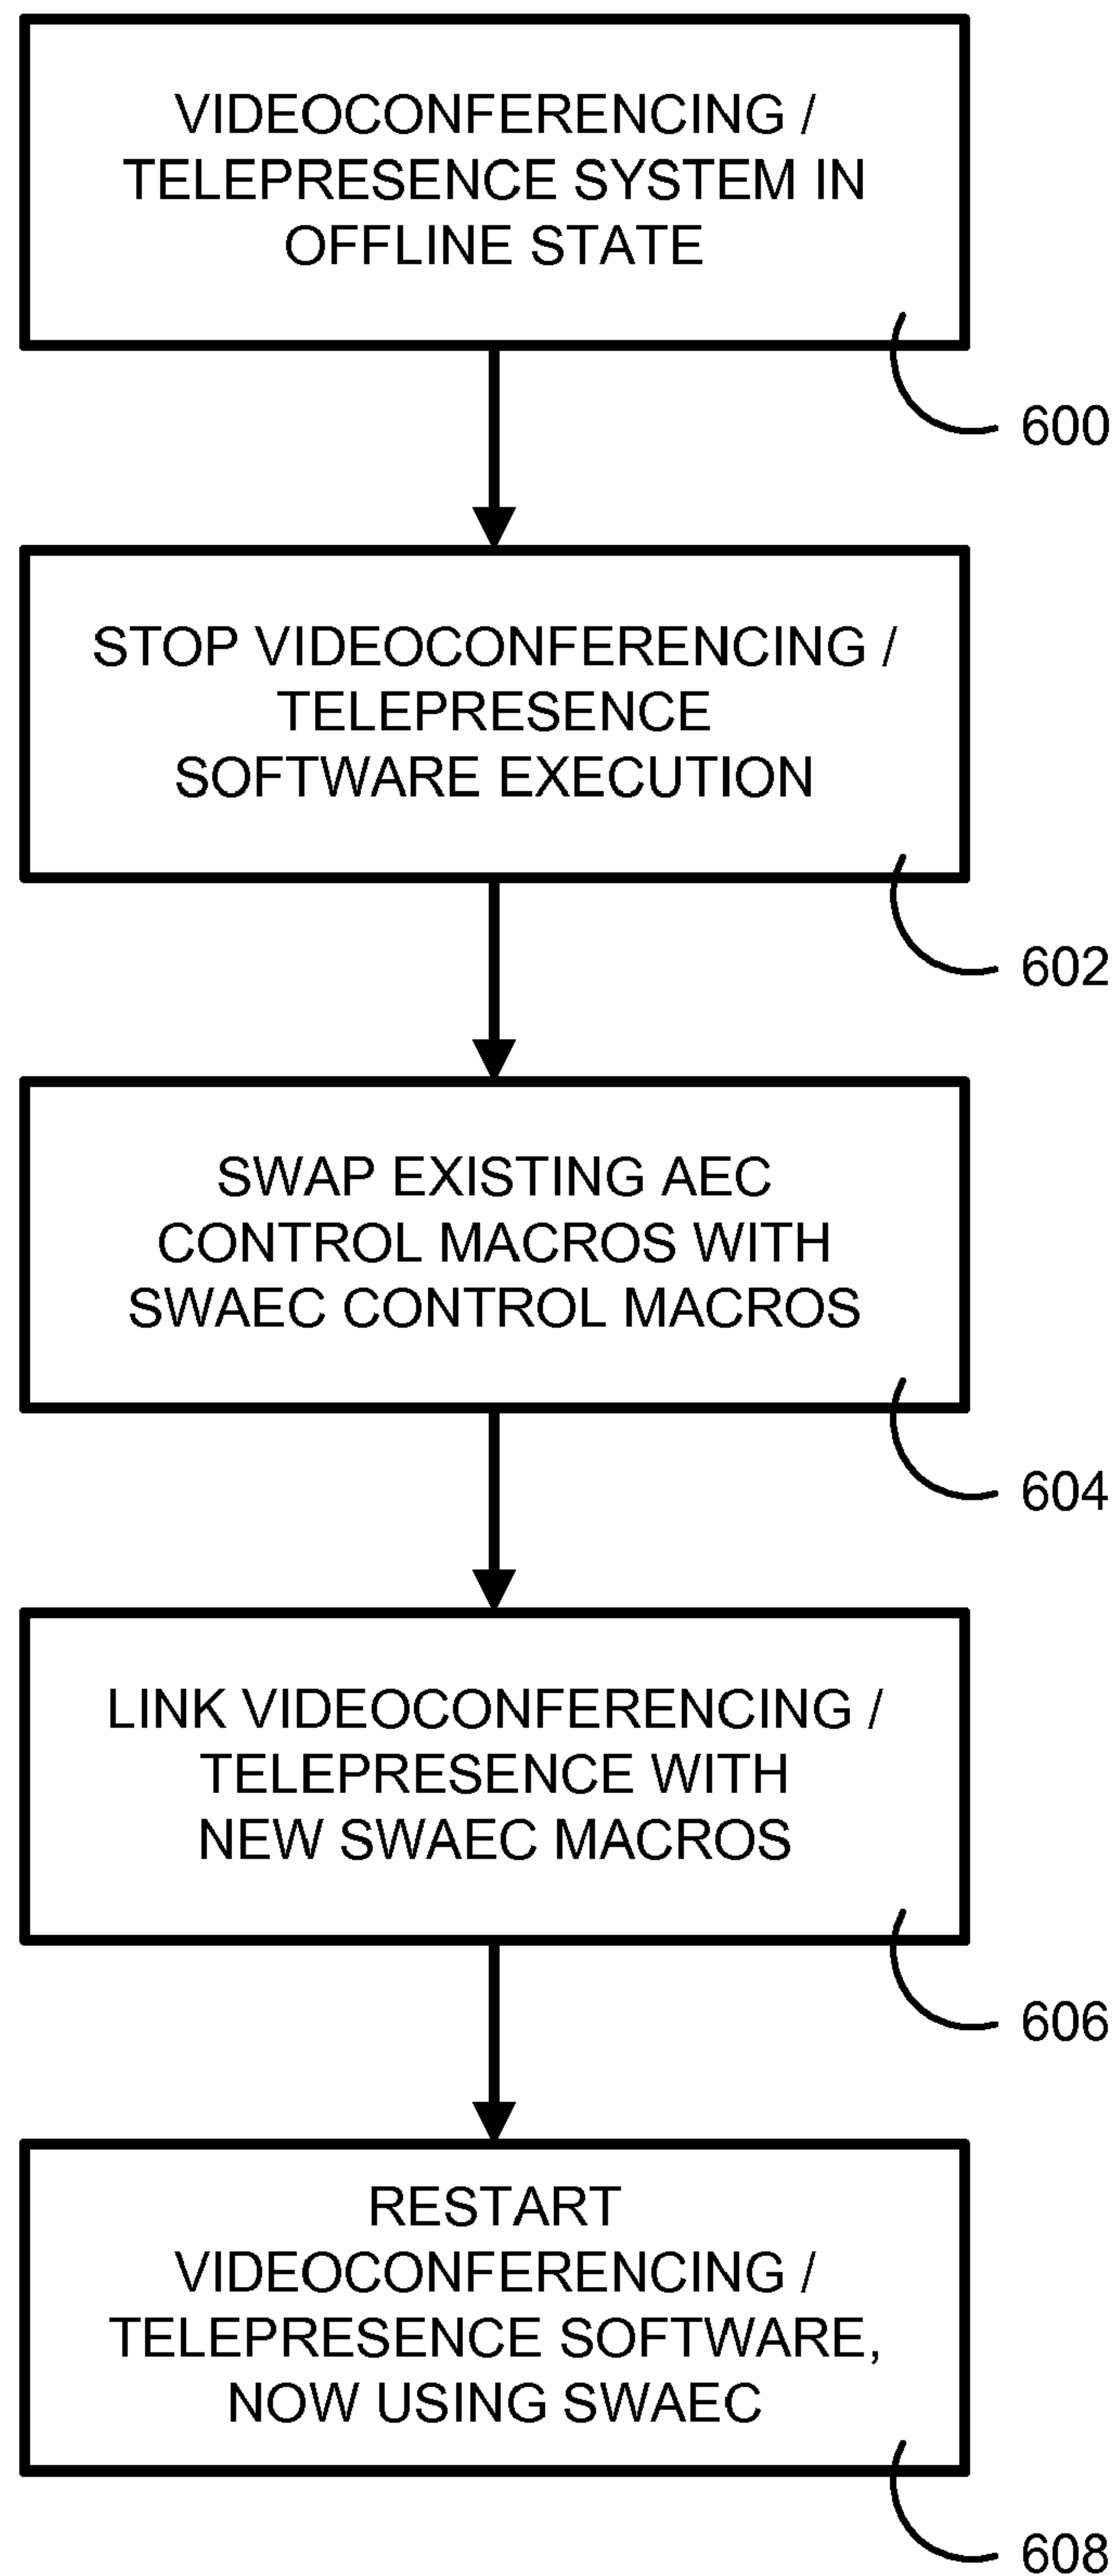 VIDEOCONFERENCING /
TELEPRESENCE SYSTEM IN
OFFLINE STATE
600
STOP VIDEOCONFERENCING /
TELEPRESENCE
SOFTWARE EXECUTION
602
SWAP EXISTING AEC
CONTROL MACROS WITH
SWAEC CONTROL MACROS
604
LINK VIDEOCONFERENCING /
TELEPRESENCE WITH
NEW SWAEC MACROS
606
RESTART
VIDEOCONFERENCING /
TELEPRESENCE SOFTWARE,
NOW USING SWAEC
608